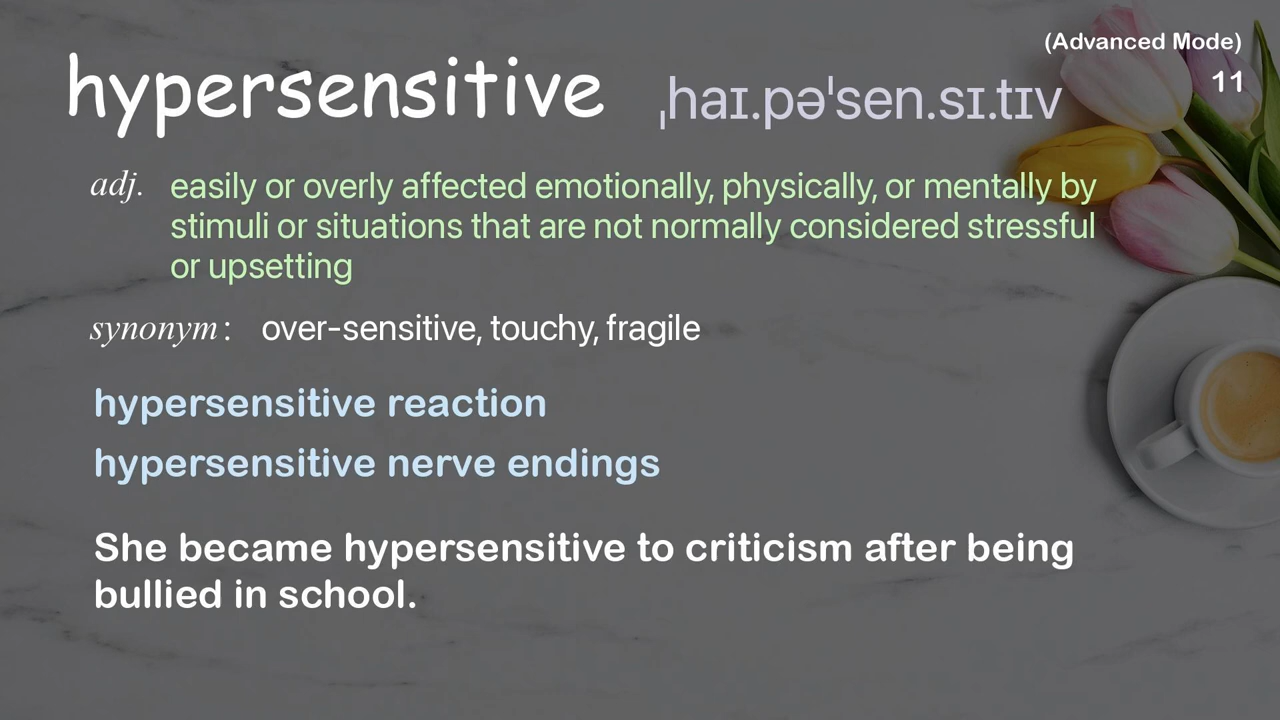 (Advanced Mode)
11
hypersensitive ˌhaɪ.pəˈsen.sɪ.tɪv
adj. easily or overly affected emotionally, physically, or mentally by
stimuli or situations that are not normally considered stressful
or upsetting
synonym: over-sensitive, touchy, fragile
hypersensitive reaction
hypersensitive nerve endings
She became hypersensitive to criticism after being
bullied in school.